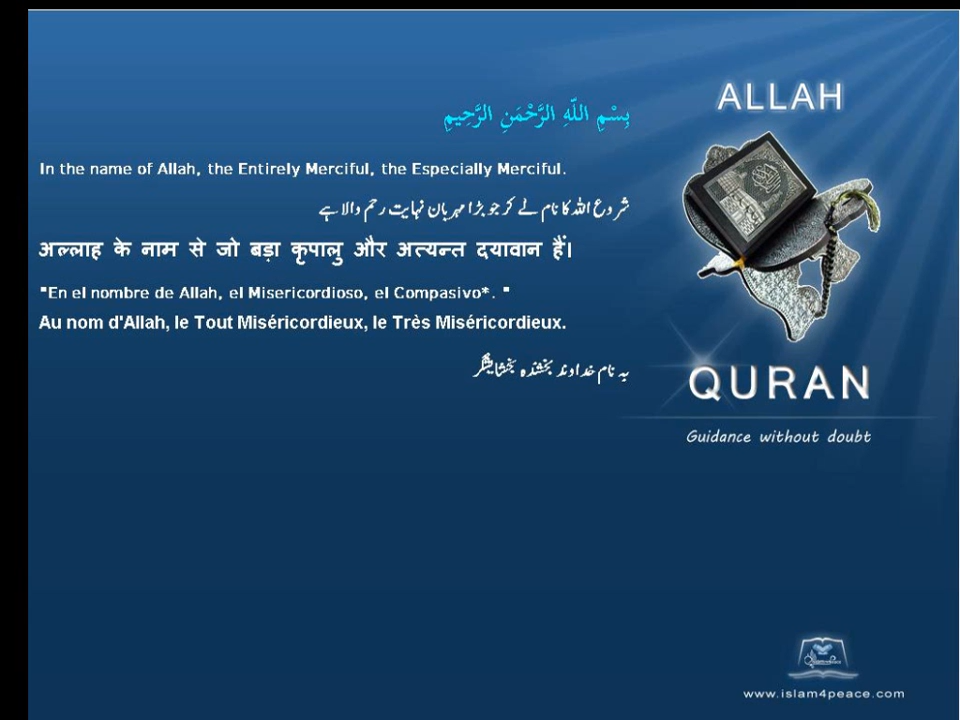 بِسْمِ اللّهِ الرَّحْمَنِ الرَّحِيمِ
In the name of Allah, the Entirely Merciful, the Especially Merciful.
شروع الله کا نام لے کر جو بڑا مہربان نہایت رحم والا ہے
अल्लाह के नाम से जो बड़ा कृपालु और अत्यन्त दयावान हैं।
"En el nombre de Allah, el Misericordioso, el Compasivo*. "
Au nom d'Allah, le Tout Miséricordieux, le Très Miséricordieux.
به نام خداوند بخشنده بخشایشگر
ALLAH
QURAN
Guidance without doubt
www.islam4peace.com